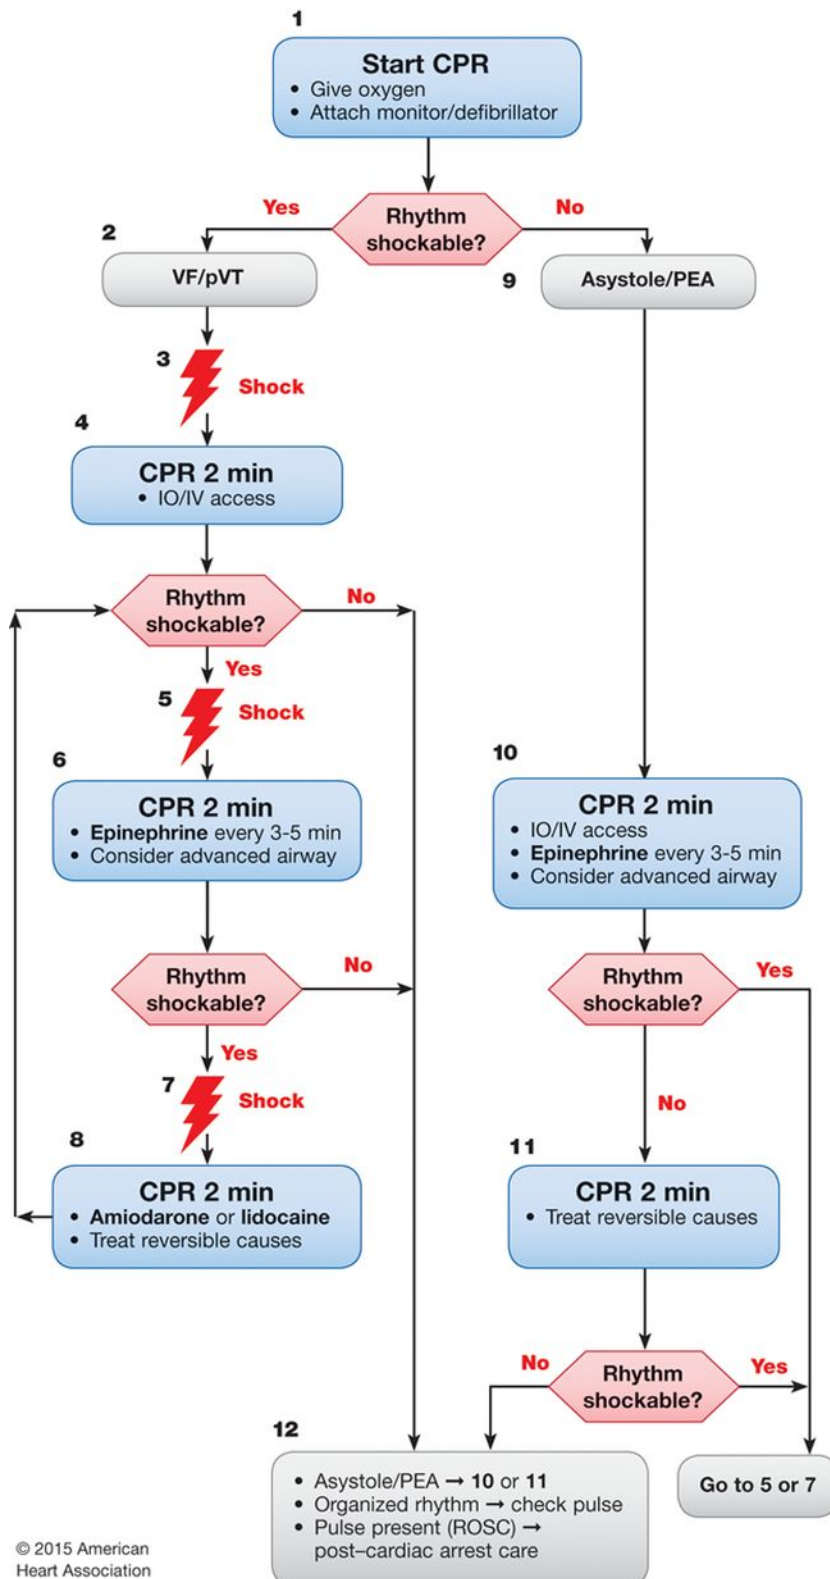 1
Start CPR
• Give oxygen
• Attach monitor/defibrillator
Rhythm
shockable?
Yes
No
2
VF/pVT
9
Asystole/PEA
3
Shock
4
CPR 2 min
• IO/IV access
Rhythm
shockable?
No
Yes
5
Shock
6
CPR 2 min
• Epinephrine every 3-5 min
• Consider advanced airway
10
CPR 2 min
• IO/IV access
• Epinephrine every 3-5 min
• Consider advanced airway
Rhythm
shockable?
No
Yes
Rhythm
shockable?
Yes
No
7
Shock
8
CPR 2 min
• Amiodarone or lidocaine
• Treat reversible causes
11
CPR 2 min
• Treat reversible causes
No
Rhythm
shockable?
Yes
12
• Asystole/PEA → 10 or 11
• Organized rhythm → check pulse
• Pulse present (ROSC) →
post–cardiac arrest care
Go to 5 or 7
© 2015 American
Heart Association